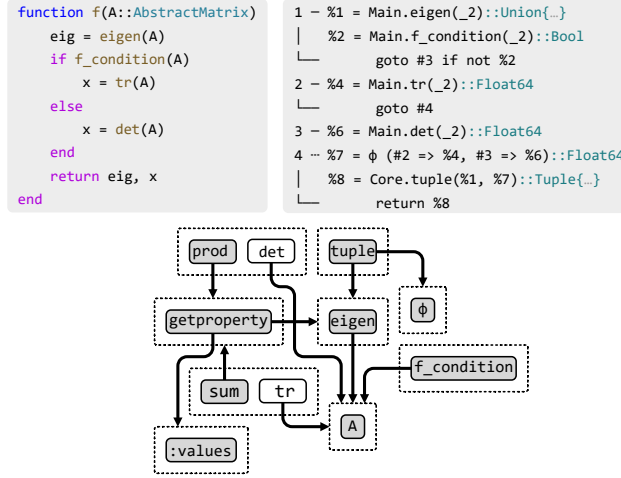 function f(A::AbstractMatrix)
    eig = eigen(A)
    if f_condition(A)
        x = tr(A)
    else
        x = det(A)
    end
    return eig, x
end
1 — %1 = Main.eigen(_2)::Union{…}
│   %2 = Main.f_condition(_2)::Bool
└──      goto #3 if not %2
2 — %4 = Main.tr(_2)::Float64
└──      goto #4
3 — %6 = Main.det(_2)::Float64
4 ┄ %7 = ϕ (#2 => %4, #3 => %6)::Float64
│   %8 = Core.tuple(%1, %7)::Tuple{…}
└──      return %8
prod det tuple
ϕ
getproperty eigen
f_condition
sum tr
A
:values